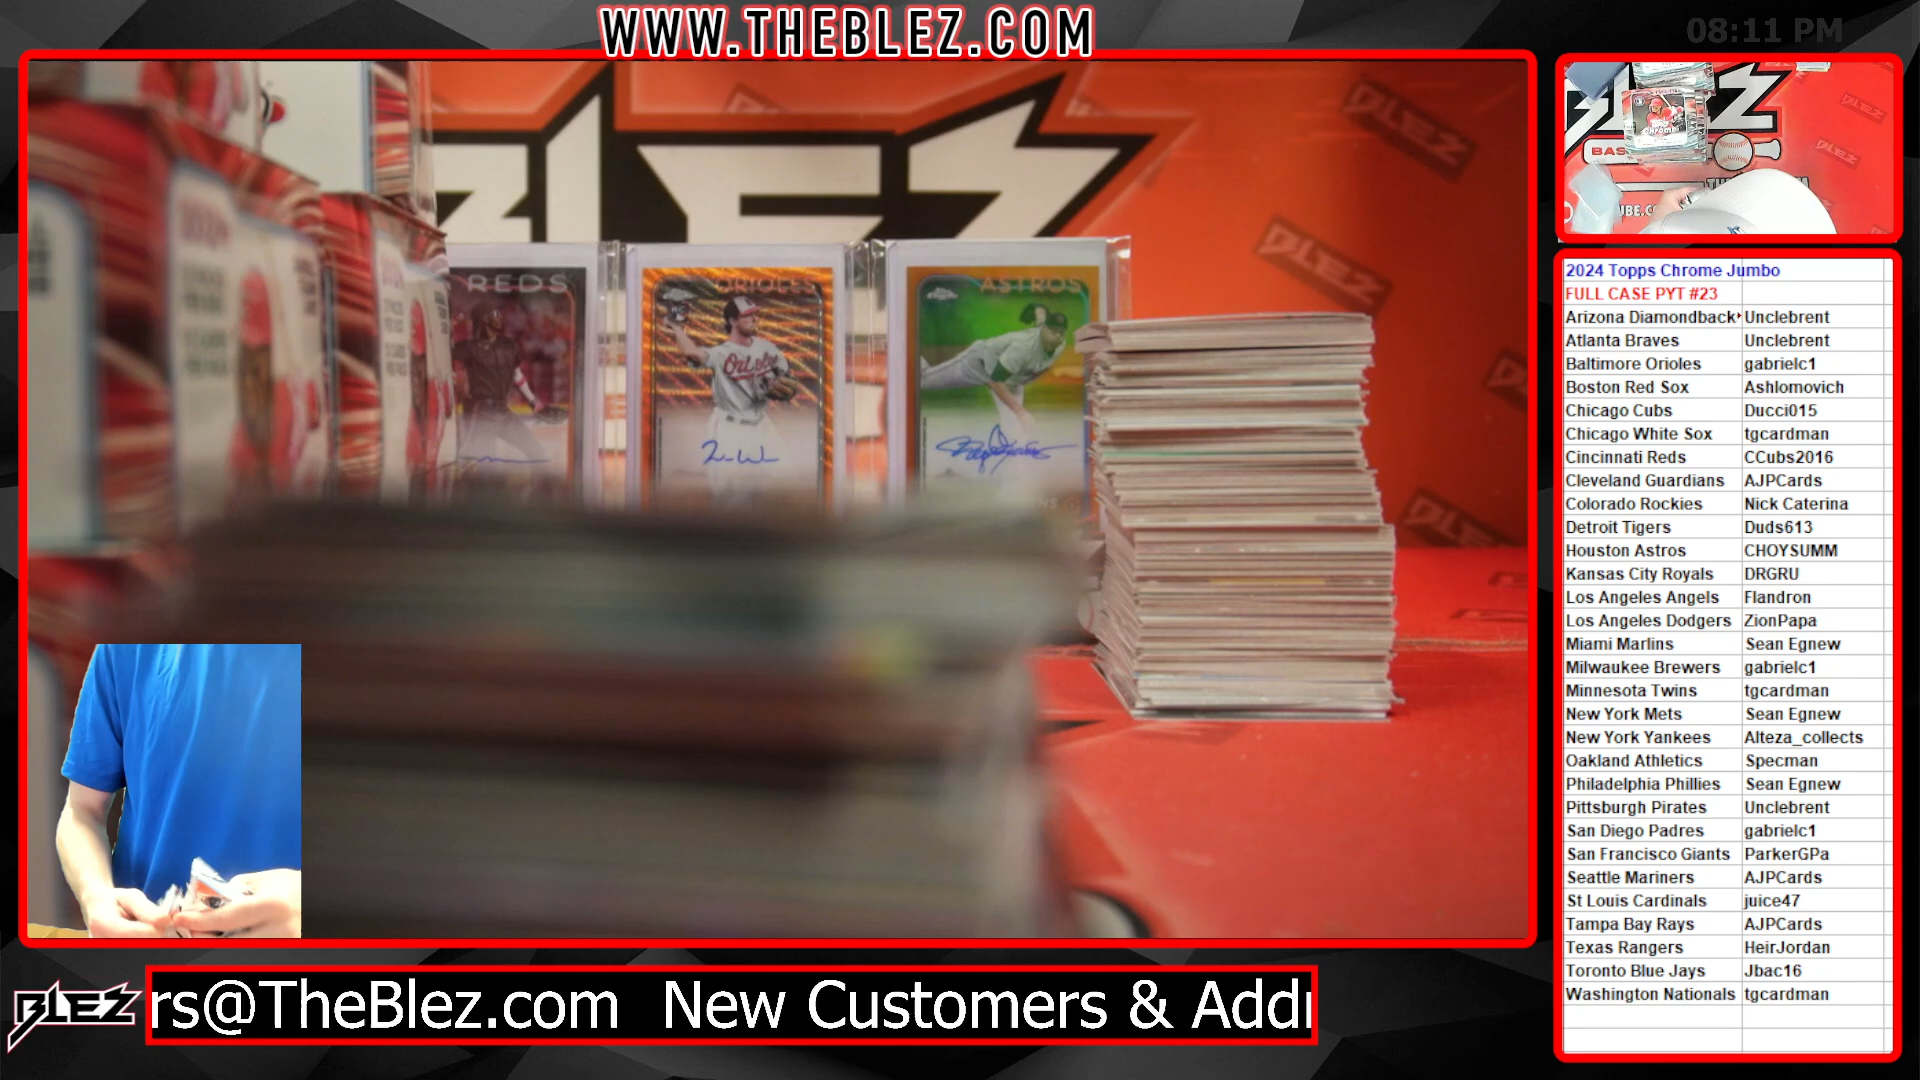 WWW.THEBLEZ.COM
08:11 PM
BLEZ
REDS
ORIOLES
ASTROS
Orioles
2024 Topps Chrome Jumbo
FULL CASE PYT #23
Arizona Diamondback Unclebrent
Atlanta Braves Unclebrent
Baltimore Orioles gabrielc1
Boston Red Sox Ashlomovich
Chicago Cubs Ducci015
Chicago White Sox tgcardman
Cincinnati Reds CCubs2016
Cleveland Guardians AJPCards
Colorado Rockies Nick Caterina
Detroit Tigers Duds613
Houston Astros CHOYSUMM
Kansas City Royals DRGRU
Los Angeles Angels Flandron
Los Angeles Dodgers ZionPapa
Miami Marlins Sean Egnew
Milwaukee Brewers gabrielc1
Minnesota Twins tgcardman
New York Mets Sean Egnew
New York Yankees Alteza_collects
Oakland Athletics Specman
Philadelphia Phillies Sean Egnew
Pittsburgh Pirates Unclebrent
San Diego Padres gabrielc1
San Francisco Giants ParkerGPa
Seattle Mariners AJPCards
St Louis Cardinals juice47
Tampa Bay Rays AJPCards
Texas Rangers HeirJordan
Toronto Blue Jays Jbac16
Washington Nationals tgcardman
BLEZ
rs@TheBlez.com New Customers & Addr